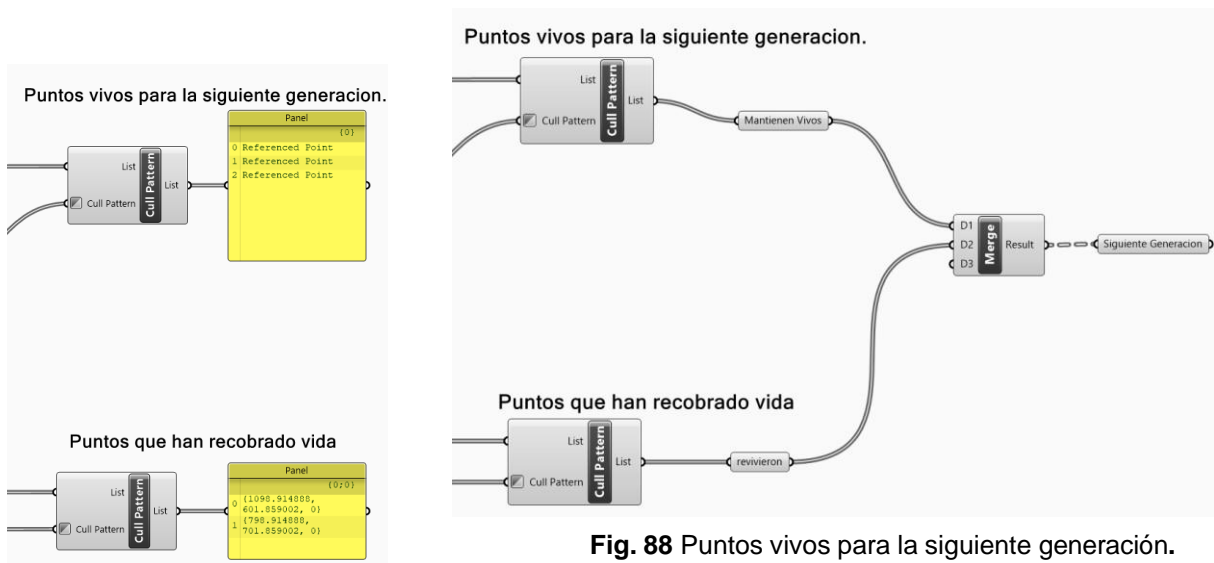 Puntos vivos para la siguiente generacion.
Panel
{0}
0 Referenced Point
1 Referenced Point
2 Referenced Point
List
Cull Pattern
Cull Pattern
List
Puntos que han recobrado vida
Panel
{0;0}
0 {1098.914888,
601.859002, 0}
1 {798.914888,
701.859002, 0}
List
Cull Pattern
Cull Pattern
List
Puntos vivos para la siguiente generacion.
List
Cull Pattern
Cull Pattern
List
Mantienen Vivos
D1
D2
D3
Merge
Result
Siguiente Generacion
Puntos que han recobrado vida
List
Cull Pattern
Cull Pattern
List
revivieron
Fig. 88 Puntos vivos para la siguiente generación.